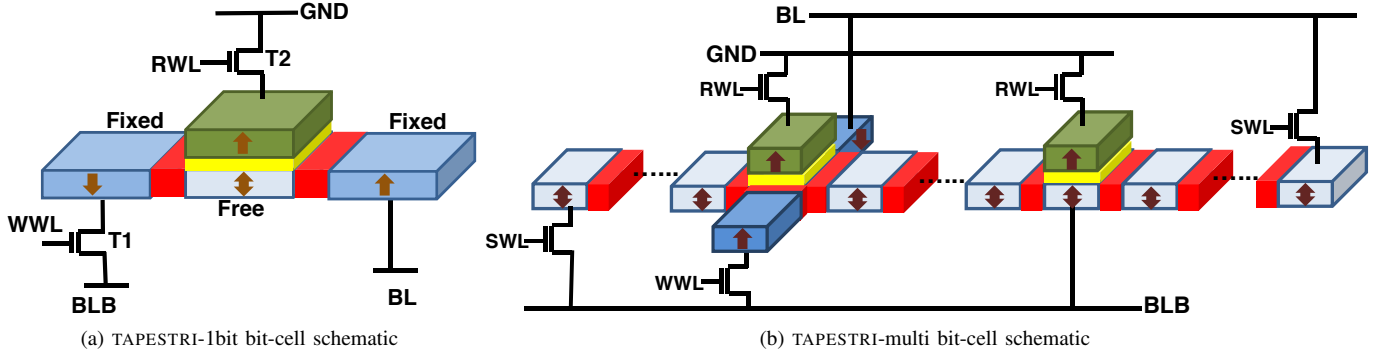 GND
RWL
T2
Fixed
Fixed
Free
WWL
T1
BLB
BL
(a) TAPESTRI-1bit bit-cell schematic
BL
GND
RWL
RWL
SWL
SWL
WWL
BLB
(b) TAPESTRI-multi bit-cell schematic